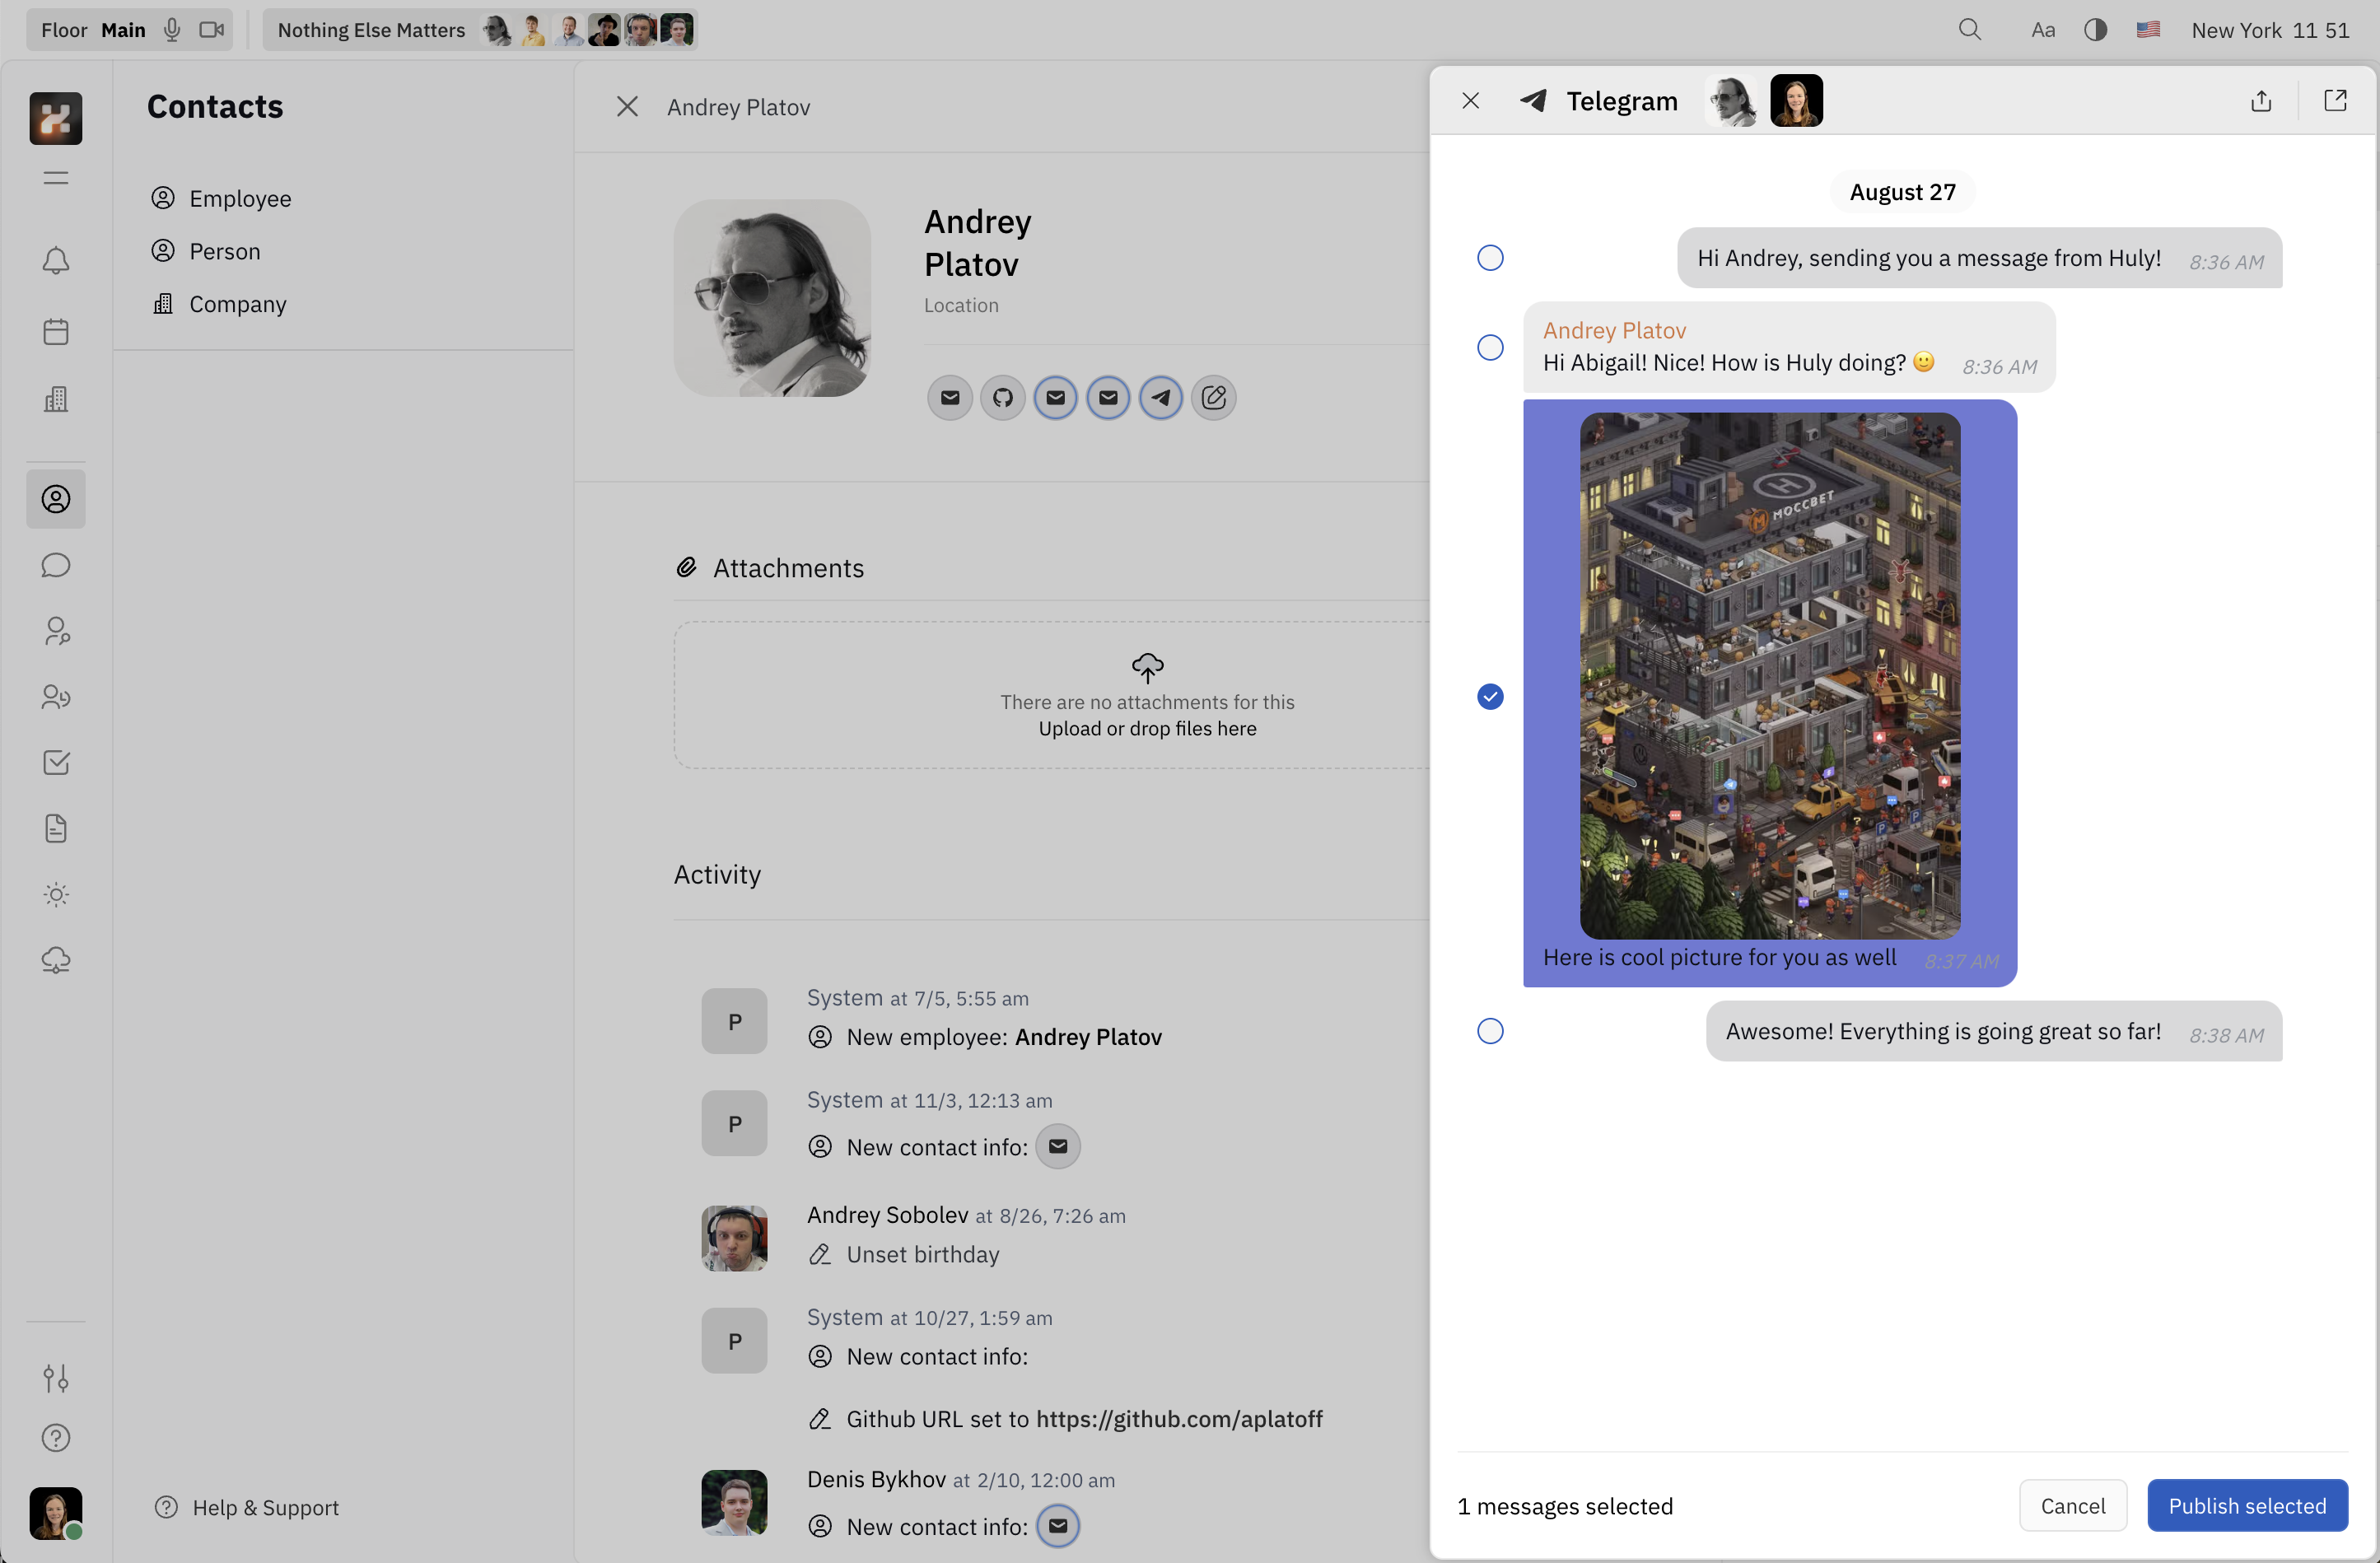 Floor Main
Nothing Else Matters
Aa
New York 11 51
Contacts
Employee
Person
Company
Help & Support
Andrey Platov
Andrey
Platov
Location
Attachments
There are no attachments for this
Upload or drop files here
Activity
P
System at 7/5, 5:55 am
New employee: Andrey Platov
P
System at 11/3, 12:13 am
New contact info:
Andrey Sobolev at 8/26, 7:26 am
Unset birthday
P
System at 10/27, 1:59 am
New contact info:
Github URL set to https://github.com/aplatoff
Denis Bykhov at 2/10, 12:00 am
New contact info:
Telegram
August 27
Hi Andrey, sending you a message from Huly! 8:36 AM
Andrey Platov
Hi Abigail! Nice! How is Huly doing? 🙂 8:36 AM
H
M МОССВЕТ
P P
Here is cool picture for you as well 8:37 AM
Awesome! Everything is going great so far! 8:38 AM
1 messages selected
Cancel
Publish selected